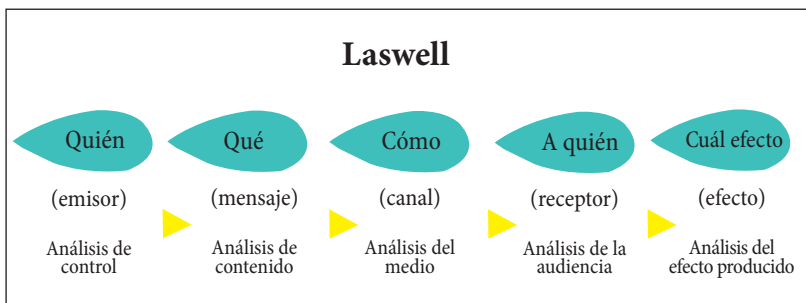 Laswell
Quién Qué Cómo A quién Cuál efecto
(emisor) (mensaje) (canal) (receptor) (efecto)
Análisis de Análisis de Análisis del Análisis de la Análisis del
control contenido medio audiencia efecto producido